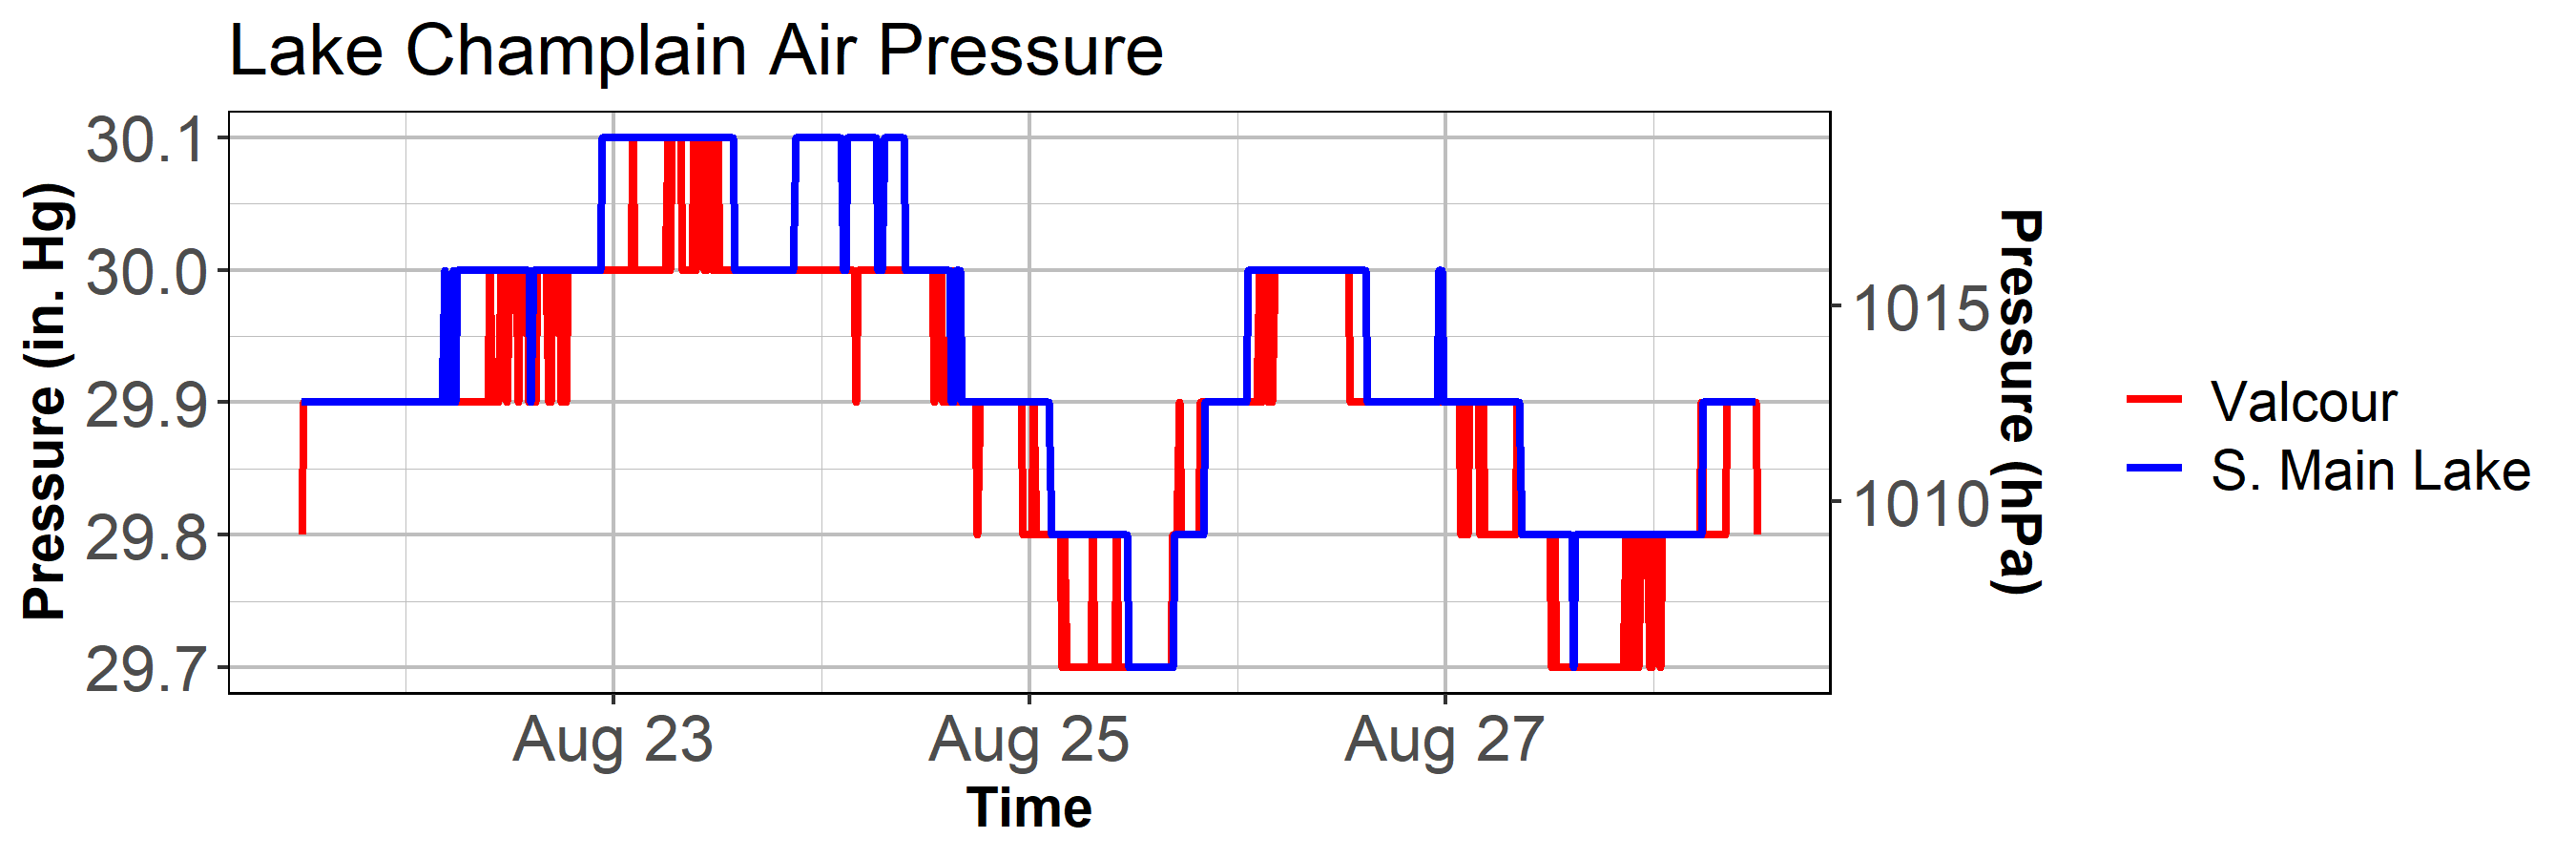 Lake Champlain Air Pressure
Pressure (in. Hg)
30.1
30.0
29.9
29.8
29.7
Aug 23 Aug 25 Aug 27
Time
1015
1010
Pressure (hPa)
Valcour
S. Main Lake